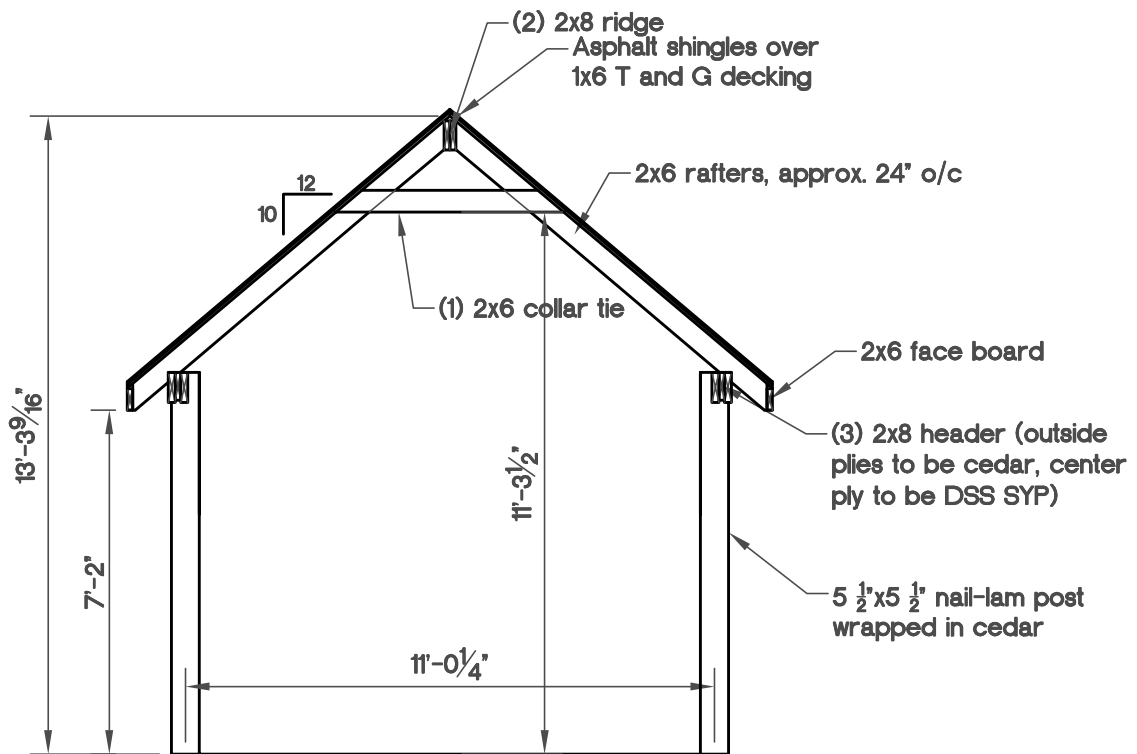 (2) 2x8 ridge
Asphalt shingles over
1x6 T and G decking
2x6 rafters, approx. 24" o/c
12
10
(1) 2x6 collar tie
2x6 face board
(3) 2x8 header (outside
plies to be cedar, center
ply to be DSS SYP)
13'-3 9/16"
11'-3 1/2"
7'-2"
5 1/2"x5 1/2" nail-lam post
wrapped in cedar
11'-0 1/4"